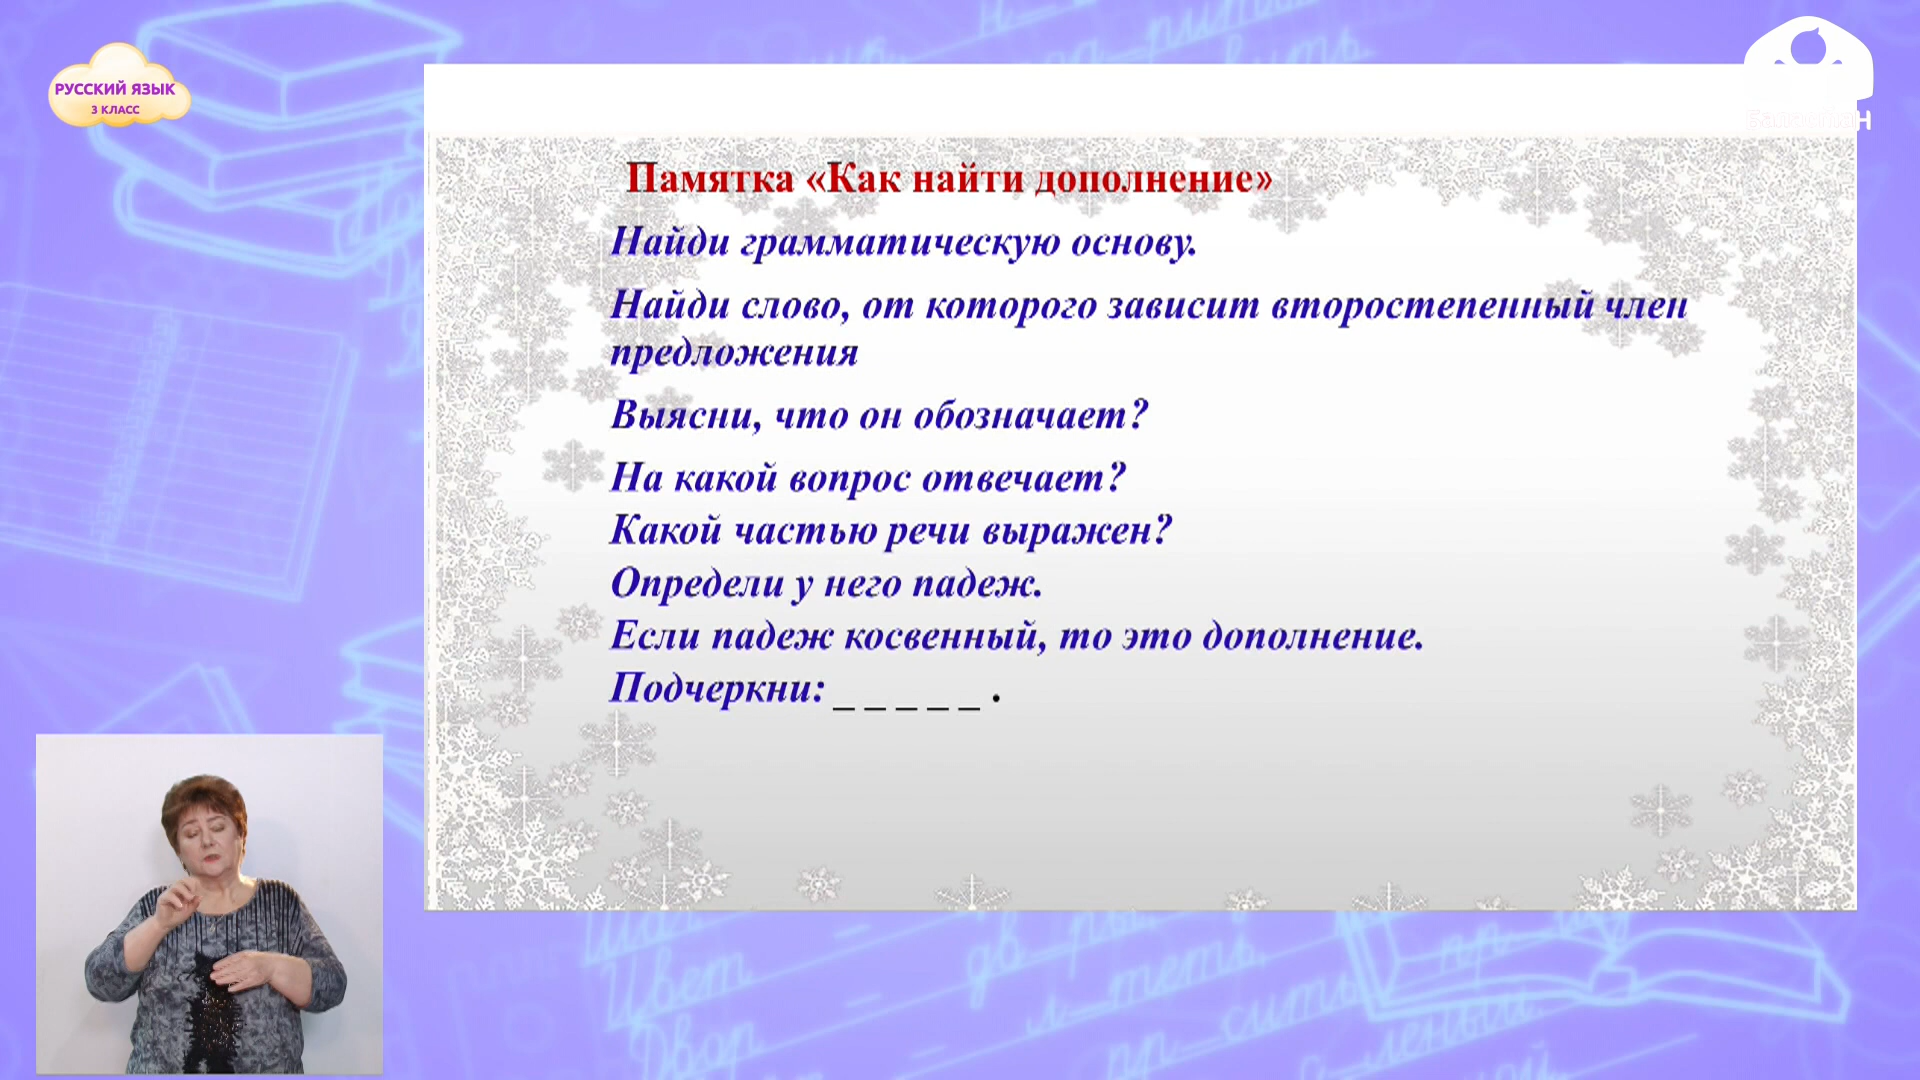 РУССКИЙ ЯЗЫК
3 КЛАСС
Памятка «Как найти дополнение»
Найди грамматическую основу.
Найди слово, от которого зависит второстепенный член
предложения
Выясни, что он обозначает?
На какой вопрос отвечает?
Какой частью речи выражен?
Определи у него падеж.
Если падеж косвенный, то это дополнение.
Подчеркни: _ _ _ _ _ .
Цвет
Двор